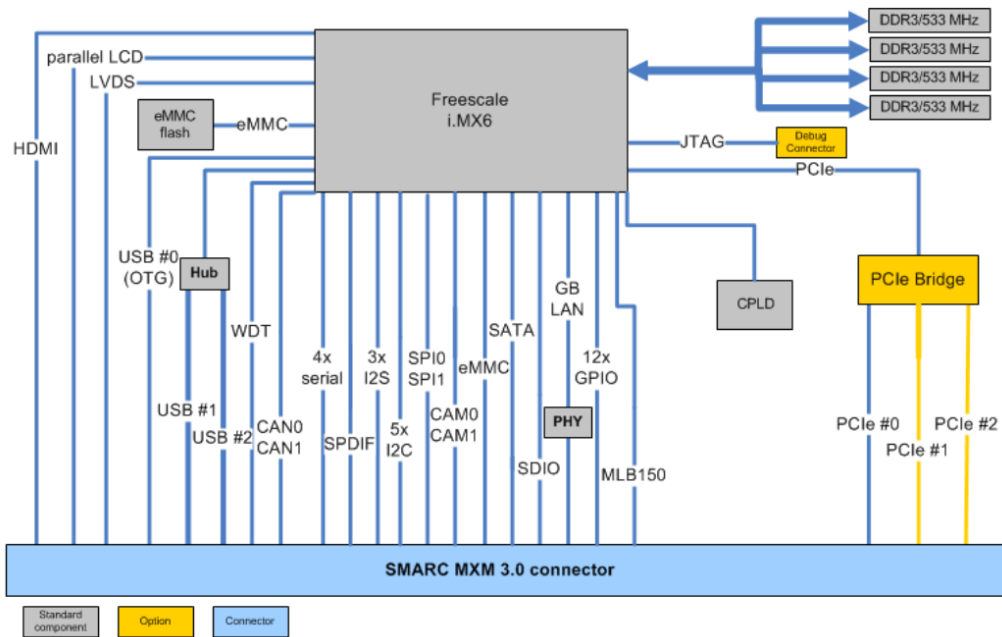 DDR3/533 MHz
DDR3/533 MHz
DDR3/533 MHz
DDR3/533 MHz
parallel LCD
LVDS
HDMI
eMMC
flash
eMMC
Freescale
i.MX6
JTAG
Debug
Connector
PCIe
USB #0
(OTG)
Hub
WDT
USB #1
USB #2
CAN0
CAN1
4x
serial
SPDIF
3x
I2S
5x
I2C
SPI0
SPI1
CAM0
CAM1
eMMC
SATA
SDIO
GB
LAN
PHY
12x
GPIO
MLB150
CPLD
PCIe Bridge
PCIe #0
PCIe #1
PCIe #2
SMARC MXM 3.0 connector
Standard
component
Option
Connector